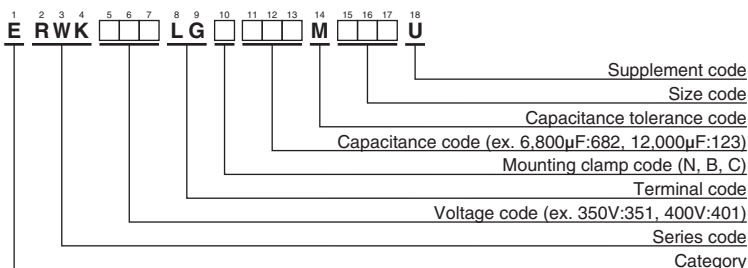 1 2 3 4 5 6 7 8 9 10 11 12 13 14 15 16 17 18
E RWK □□□ LG □ □□□ M □□□ U
Supplement code
Size code
Capacitance tolerance code
Capacitance code (ex. 6,800μF:682, 12,000μF:123)
Mounting clamp code (N, B, C)
Terminal code
Voltage code (ex. 350V:351, 400V:401)
Series code
Category